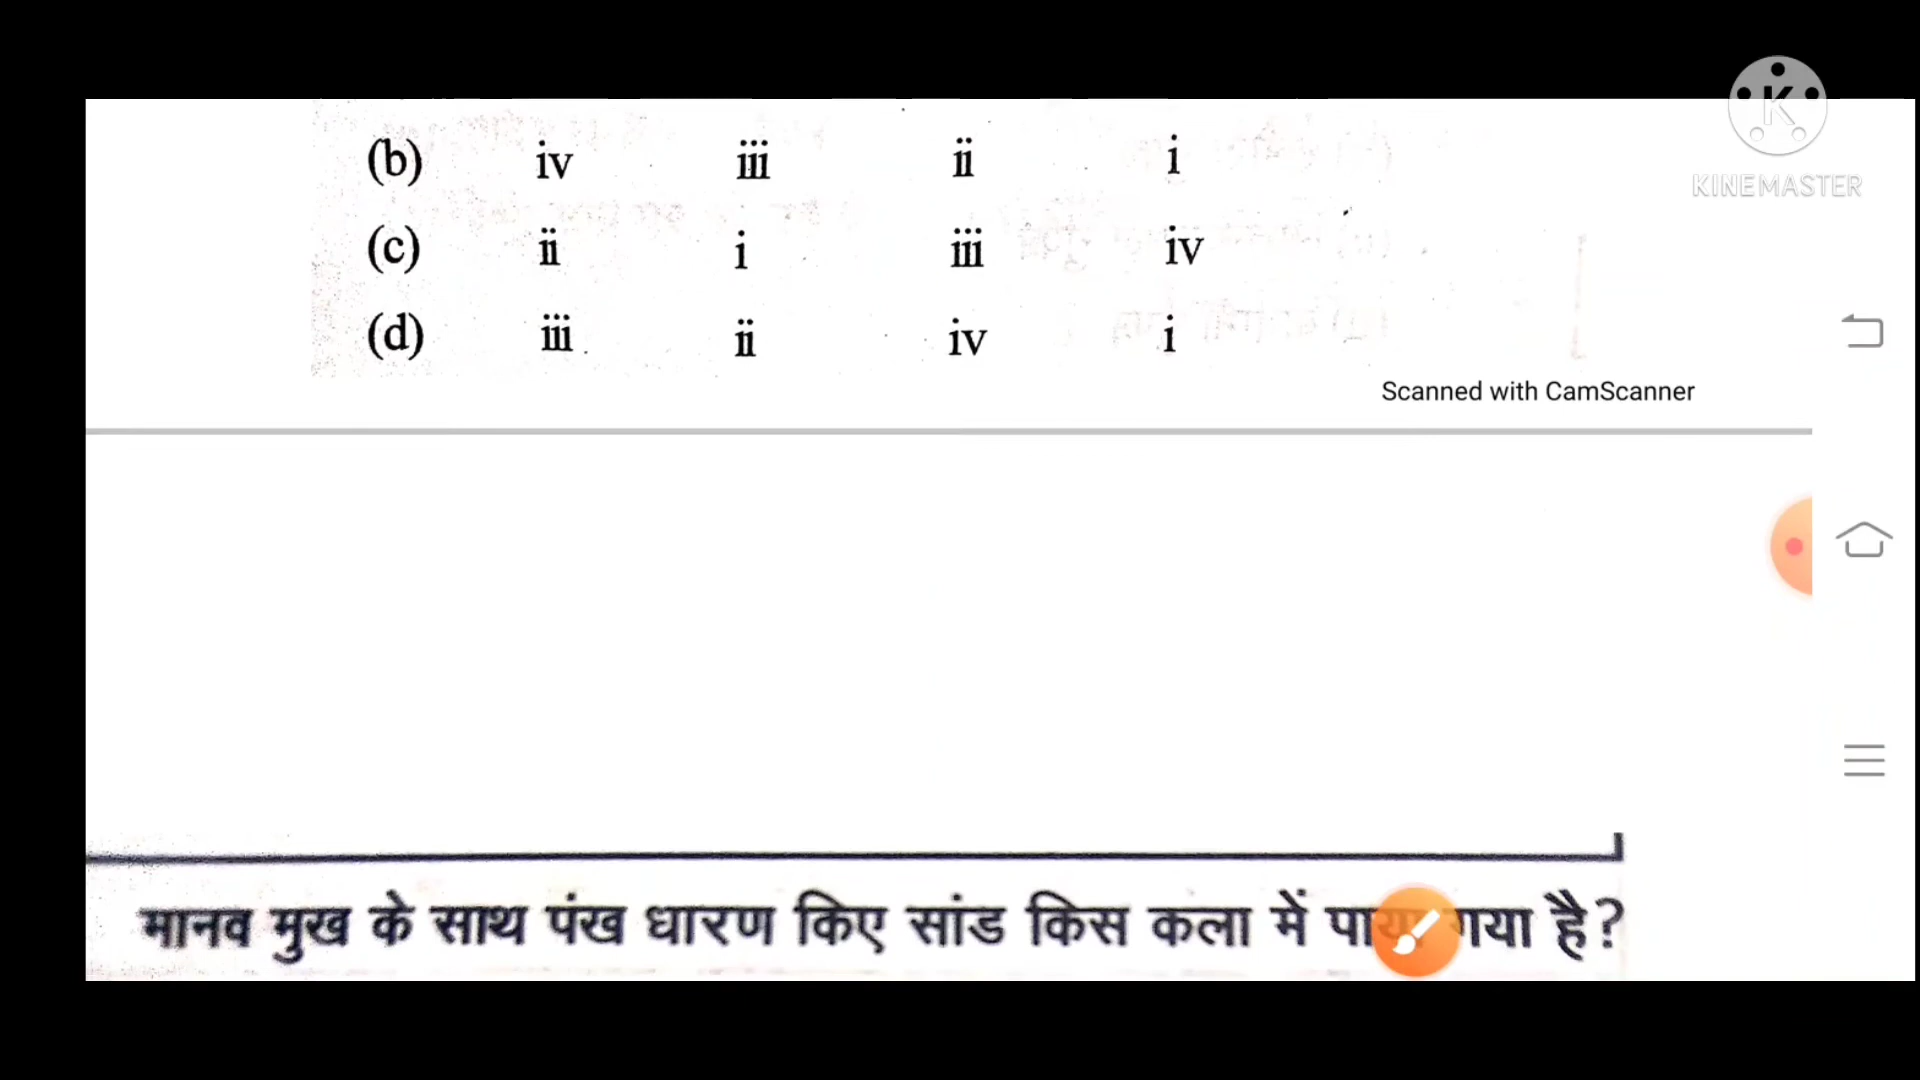 (b) iv iii ii i
(c) ii i iii iv
(d) iii ii iv i
KINEMASTER
Scanned with CamScanner
मानव मुख के साथ पंख धारण किए सांड किस कला में पाया गया है?